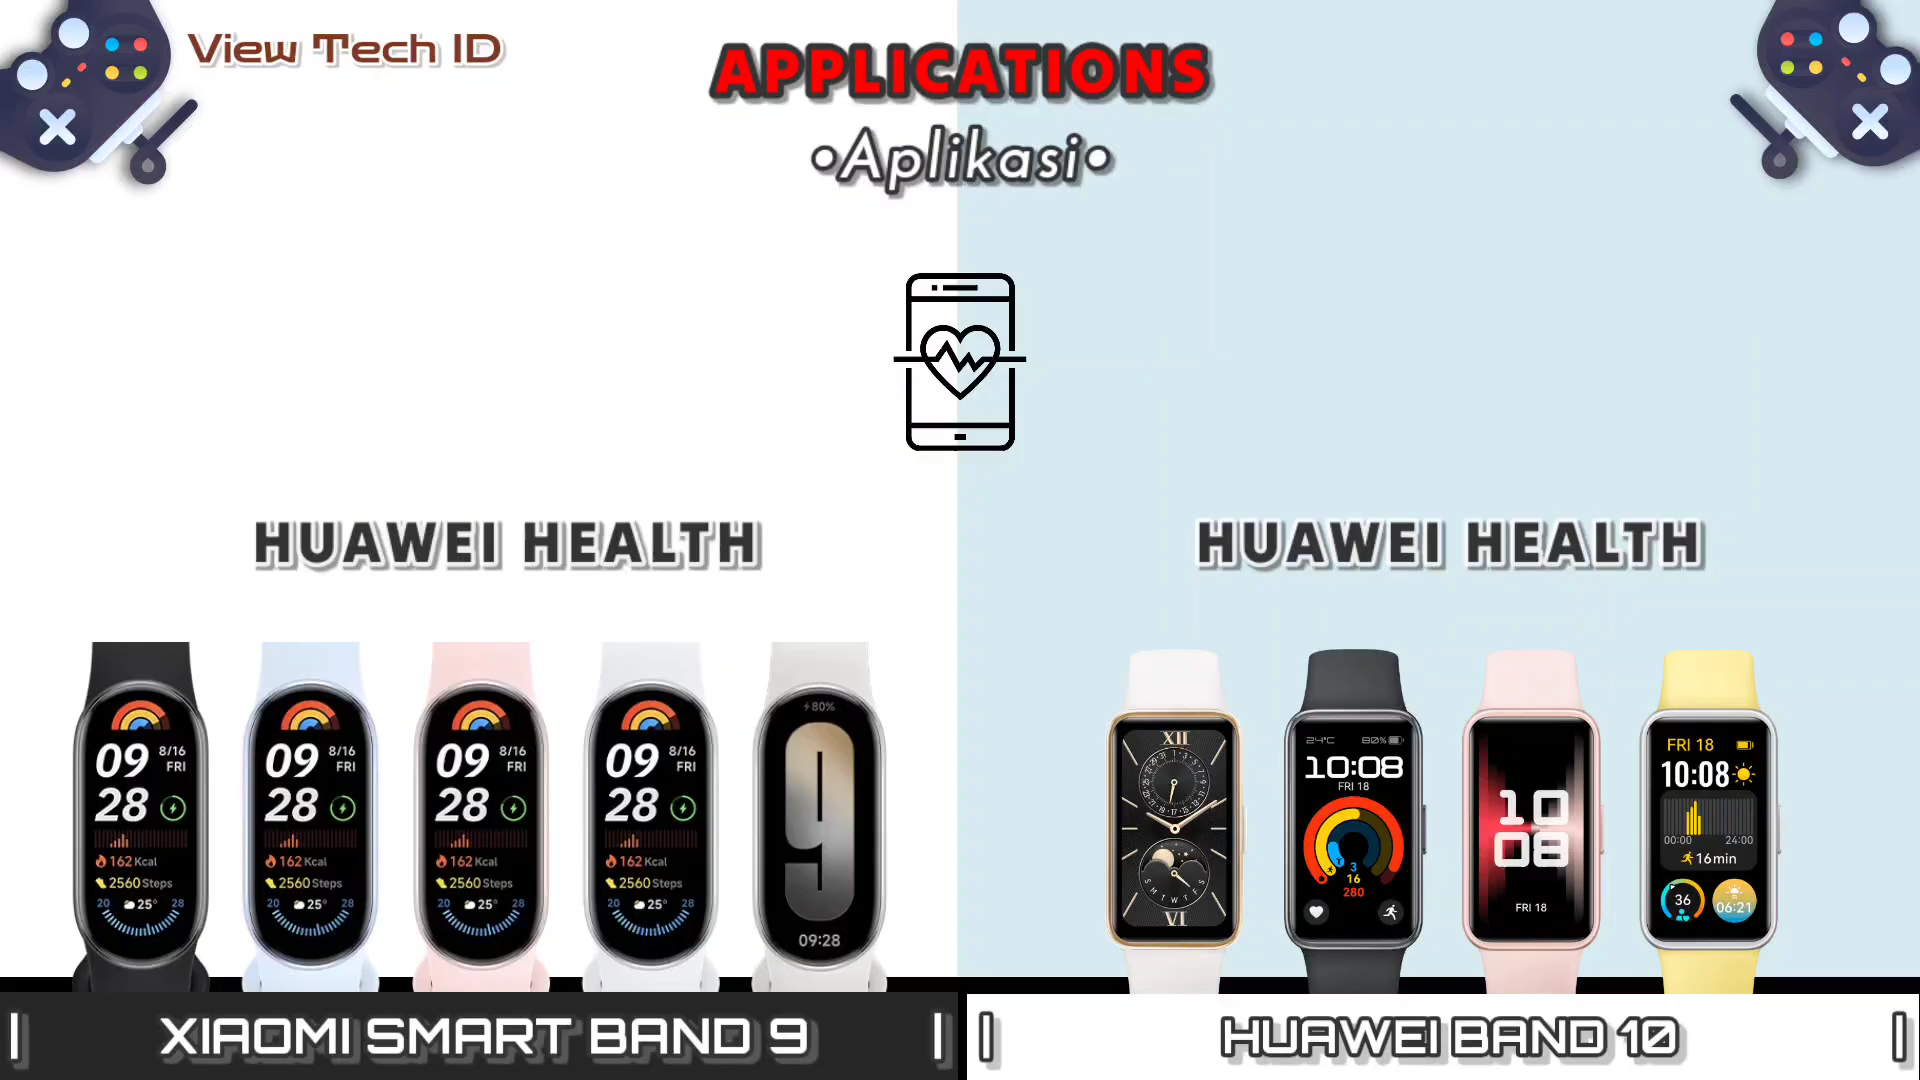 View Tech ID
APPLICATIONS
•Aplikasi•
HUAWEI HEALTH
HUAWEI HEALTH
09 8/16
FRI
28
162 Kcal
2560 Steps
20 25° 28
09 8/16
FRI
28
162 Kcal
2560 Steps
20 25° 28
09 8/16
FRI
28
162 Kcal
2560 Steps
20 25° 28
09 8/16
FRI
28
162 Kcal
2560 Steps
20 25° 28
80%
9
09:28
XII
S M T W T F S
VI
24°C 80%
10:08
FRI 18
3
16
280
10
08
FRI 18
FRI 18
10:08
00:00 24:00
16min
36 06:21
XIAOMI SMART BAND 9
HUAWEI BAND 10